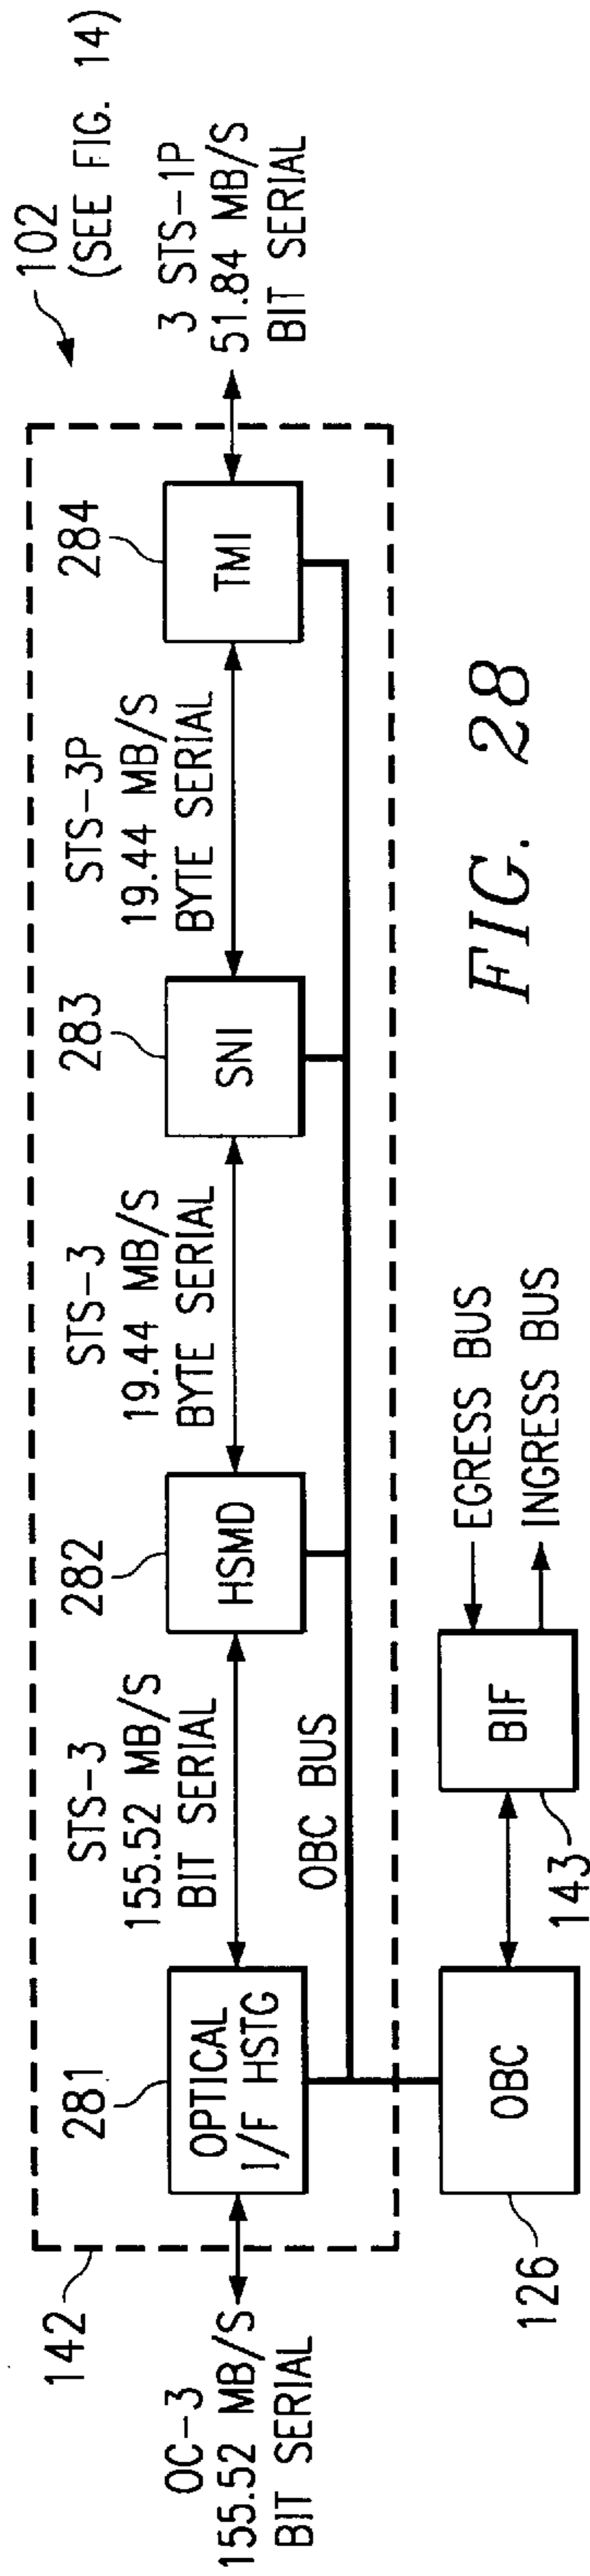 102
(SEE FIG. 14)
142
OC-3
155.52 MB/S
BIT SERIAL
281
OPTICAL
I/F HSTG
STS-3
155.52 MB/S
BIT SERIAL
282
HSMD
STS-3
19.44 MB/S
BYTE SERIAL
283
SNI
STS-3P
19.44 MB/S
BYTE SERIAL
284
TMI
3 STS-1P
51.84 MB/S
BIT SERIAL
OBC BUS
OBC
126
BIF
143
EGRESS BUS
INGRESS BUS
FIG. 28